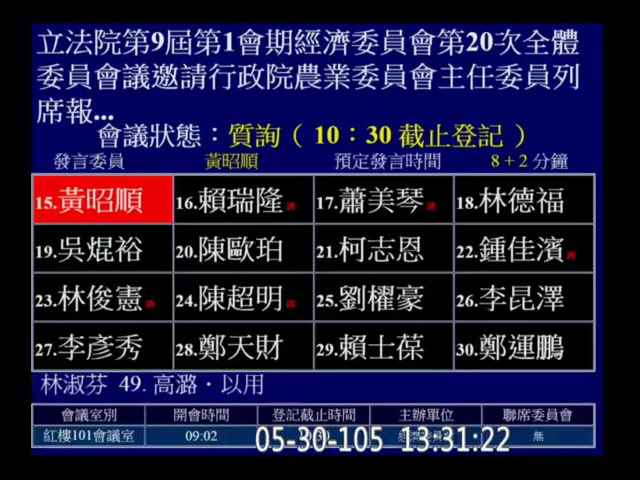 立法院第9屆第1會期經濟委員會第20次全體
委員會議邀請行政院農業委員會主任委員列
席報...
會議狀態：質詢（ 10：30 截止登記 ）
發言委員 黃昭順 預定發言時間 8 + 2 分鐘
15.黃昭順 16.賴瑞隆 17.蕭美琴 18.林德福
19.吳焜裕 20.陳歐珀 21.柯志恩 22.鍾佳濱
23.林俊憲 24.陳超明 25.劉櫂豪 26.李昆澤
27.李彥秀 28.鄭天財 29.賴士葆 30.鄭運鵬
林淑芬 49. 高潞．以用
會議室別 開會時間 登記截止時間 主辦單位 聯席委員會
紅樓101會議室 09:02 無
05-30-105 13:31:22